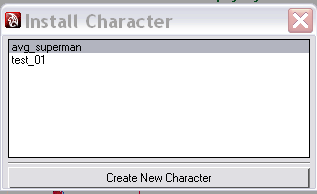 Install Character
avg_superman
test_01
Create New Character